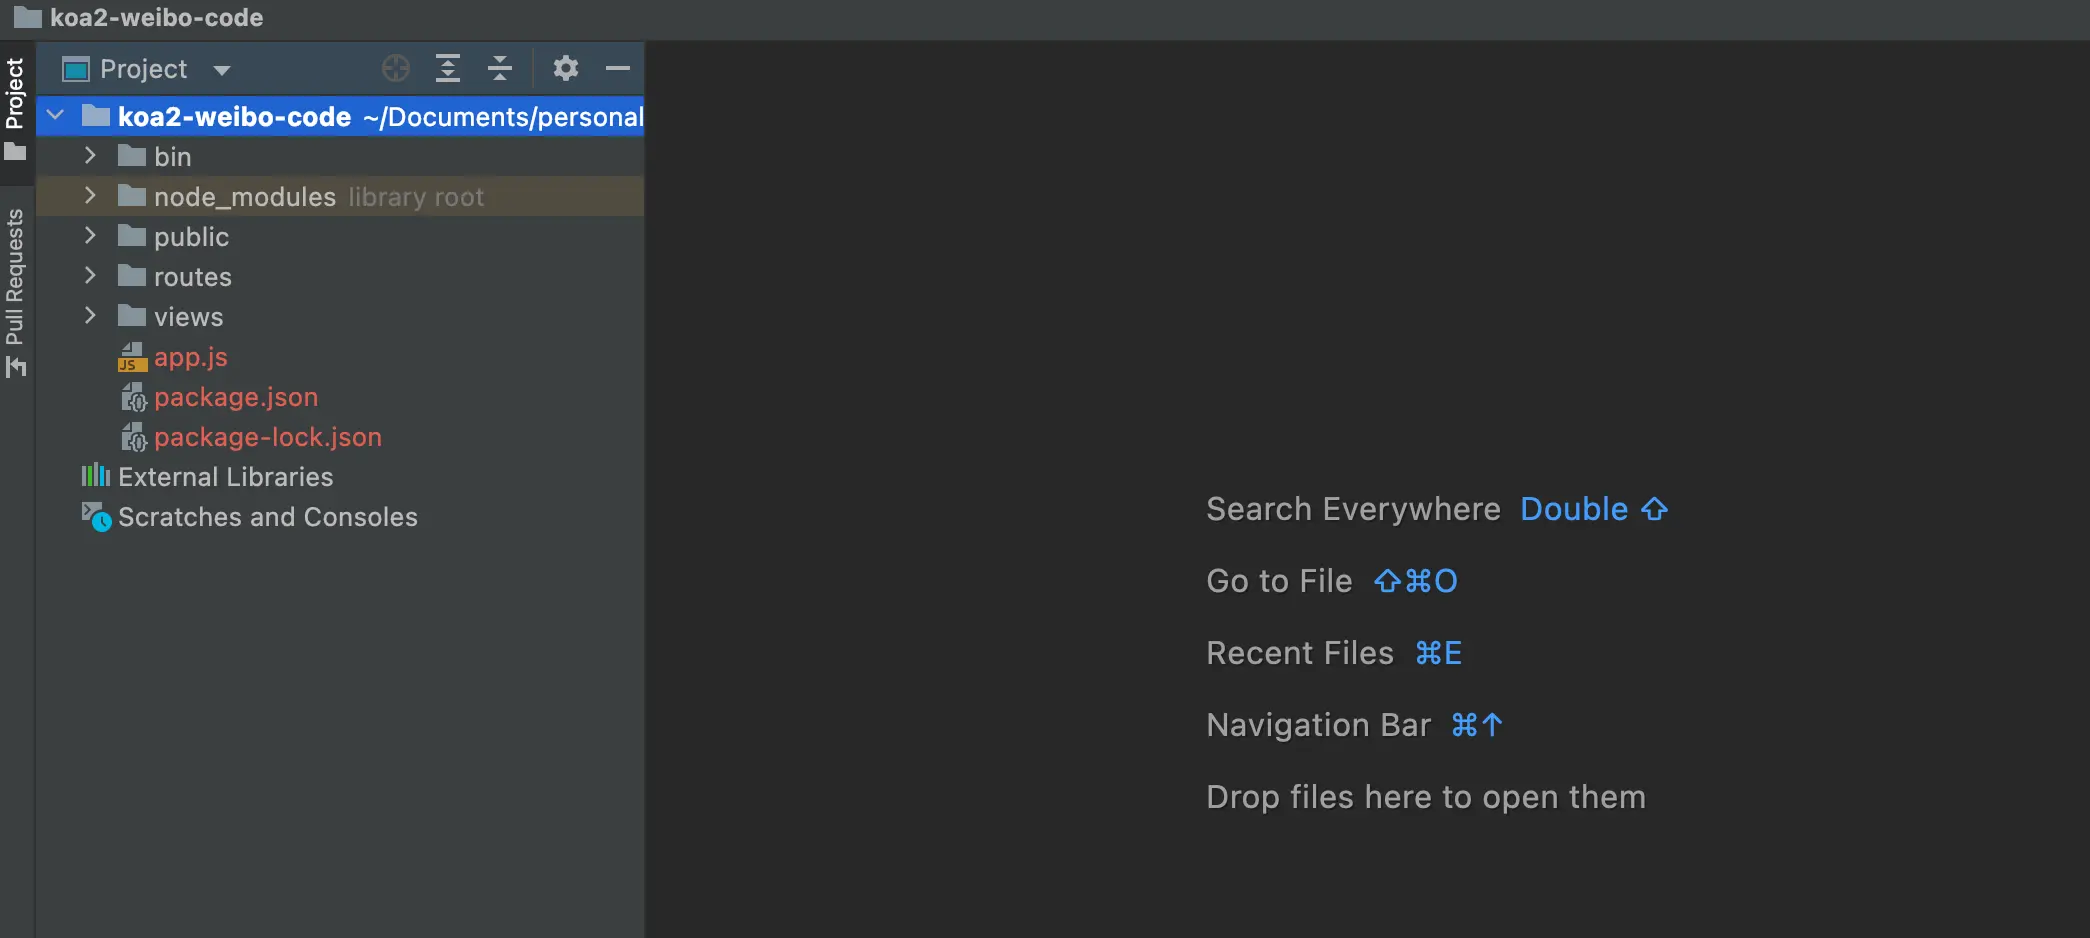 koa2-weibo-code
Project
Project
Pull Requests
koa2-weibo-code ~/Documents/personal
bin
node_modules library root
public
routes
views
JS app.js
package.json
package-lock.json
External Libraries
Scratches and Consoles
Search Everywhere Double ⇧
Go to File ⇧⌘O
Recent Files ⌘E
Navigation Bar ⌘↑
Drop files here to open them